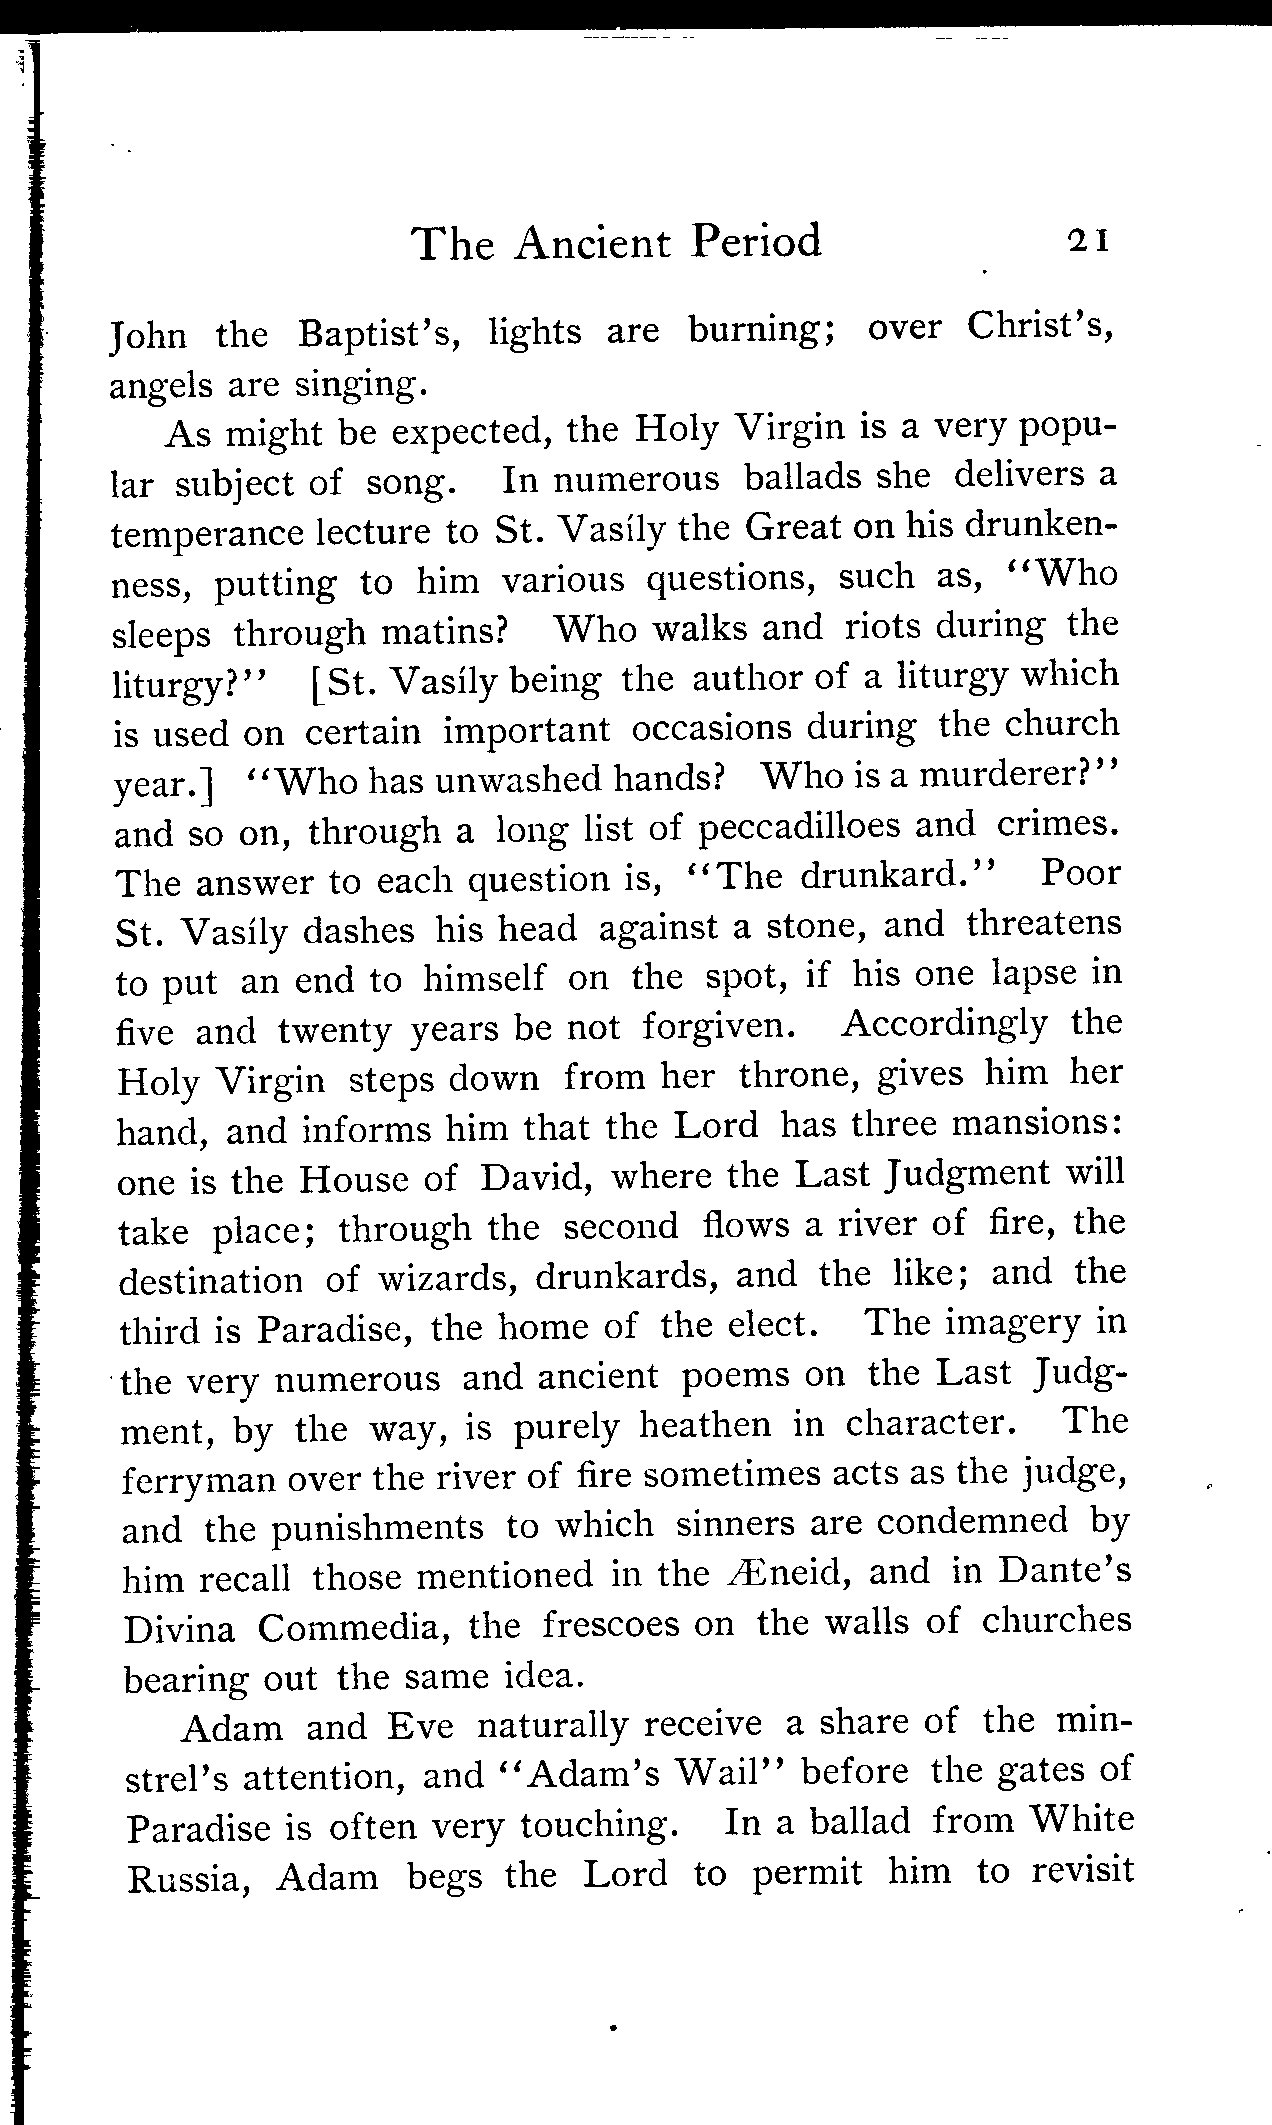 The Ancient Period 21
John the Baptist's, lights are burning; over Christ's,
angels are singing.
As might be expected, the Holy Virgin is a very popu-
lar subject of song. In numerous ballads she delivers a
temperance lecture to St. Vasíly the Great on his drunken-
ness, putting to him various questions, such as, "Who
sleeps through matins? Who walks and riots during the
liturgy?" [St. Vasíly being the author of a liturgy which
is used on certain important occasions during the church
year.] "Who has unwashed hands? Who is a murderer?"
and so on, through a long list of peccadilloes and crimes.
The answer to each question is, "The drunkard." Poor
St. Vasíly dashes his head against a stone, and threatens
to put an end to himself on the spot, if his one lapse in
five and twenty years be not forgiven. Accordingly the
Holy Virgin steps down from her throne, gives him her
hand, and informs him that the Lord has three mansions:
one is the House of David, where the Last Judgment will
take place; through the second flows a river of fire, the
destination of wizards, drunkards, and the like; and the
third is Paradise, the home of the elect. The imagery in
the very numerous and ancient poems on the Last Judg-
ment, by the way, is purely heathen in character. The
ferryman over the river of fire sometimes acts as the judge,
and the punishments to which sinners are condemned by
him recall those mentioned in the Æneid, and in Dante's
Divina Commedia, the frescoes on the walls of churches
bearing out the same idea.
Adam and Eve naturally receive a share of the min-
strel's attention, and "Adam's Wail" before the gates of
Paradise is often very touching. In a ballad from White
Russia, Adam begs the Lord to permit him to revisit